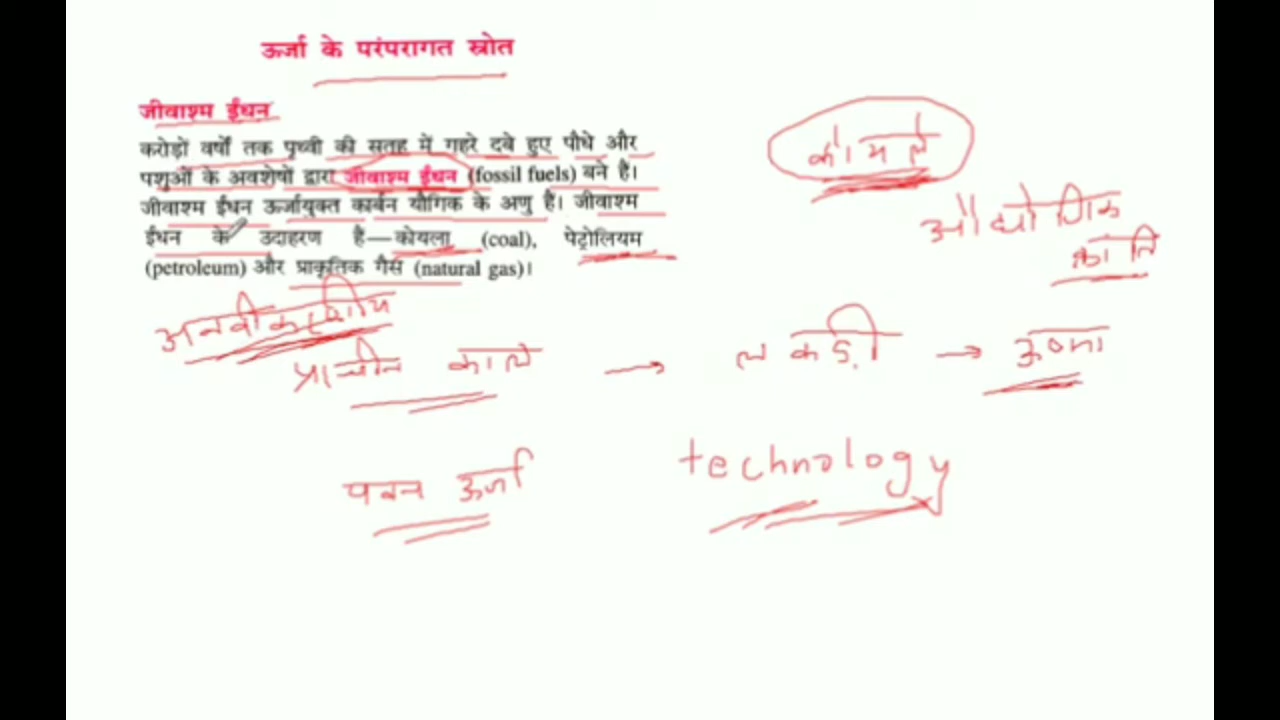 ऊर्जा के परंपरागत स्रोत
जीवाश्म ईंधन
करोड़ों वर्षों तक पृथ्वी की सतह में गहरे दबे हुए पौधे और
पशुओं के अवशेषों द्वारा जीवाश्म ईंधन (fossil fuels) बने है।
जीवाश्म ईंधन ऊर्जायुक्त कार्बन यौगिक के अणु है। जीवाश्म
ईंधन के उदाहरण है—कोयला (coal), पेट्रोलियम
(petroleum) और प्राकृतिक गैस (natural gas)।
कोयले
औद्योगिक
क्रांति
प्राचीन काल → लकड़ी → ऊष्मा
पवन ऊर्जा technology